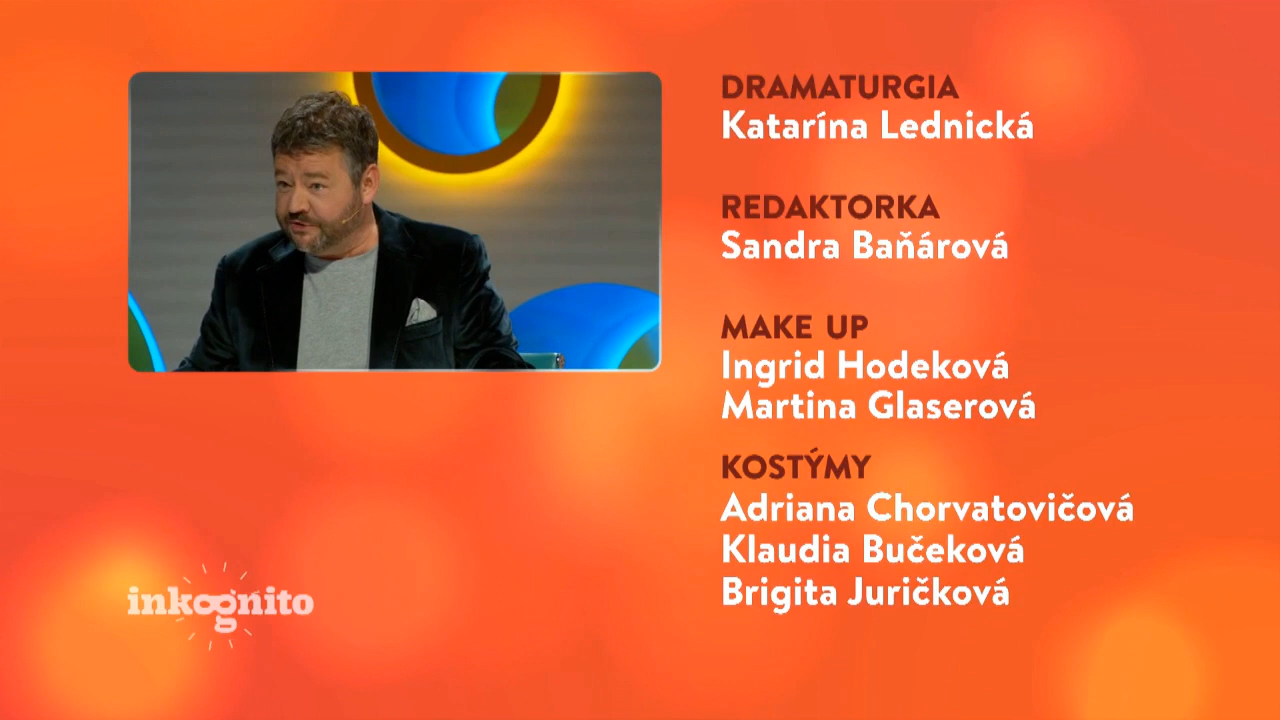 DRAMATURGIA
Katarína Lednická
REDAKTORKA
Sandra Baňárová
MAKE UP
Ingrid Hodeková
Martina Glaserová
KOSTÝMY
Adriana Chorvatovičová
Klaudia Bučeková
Brigita Juričková
inkognito